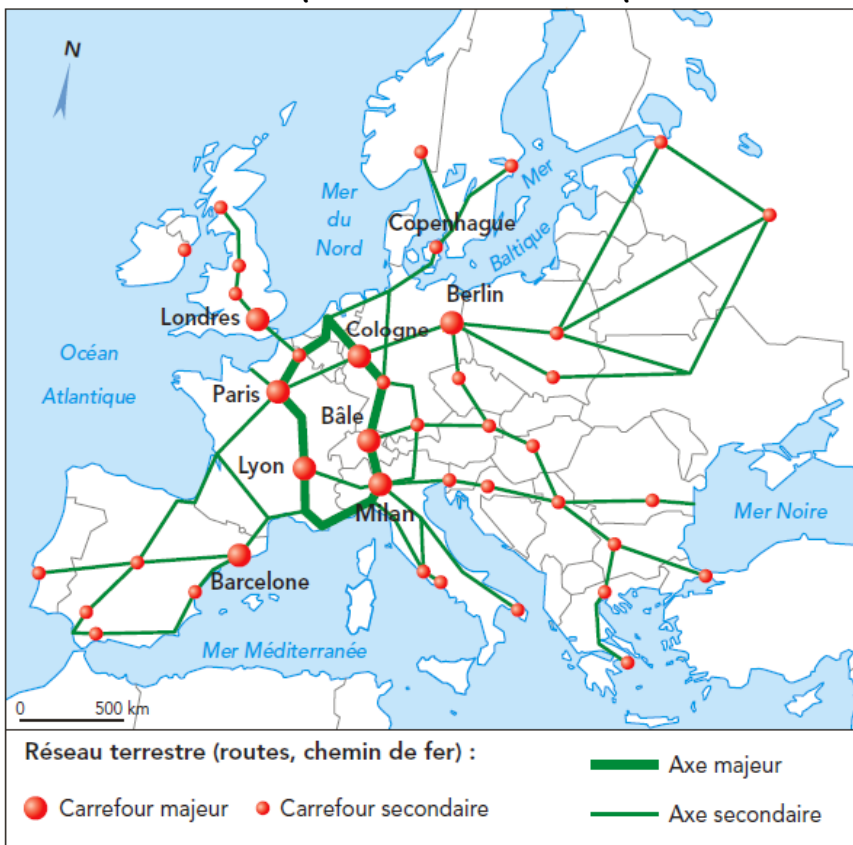 N
Mer
du
Nord
Copenhague
Mer
Baltique
Berlin
Londres
Cologne
Océan
Atlantique
Paris
Bâle
Lyon
Milan
Mer Noire
Barcelone
Mer Méditerranée
0 500 km
Réseau terrestre (routes, chemin de fer) :
Axe majeur
Carrefour majeur Carrefour secondaire
Axe secondaire